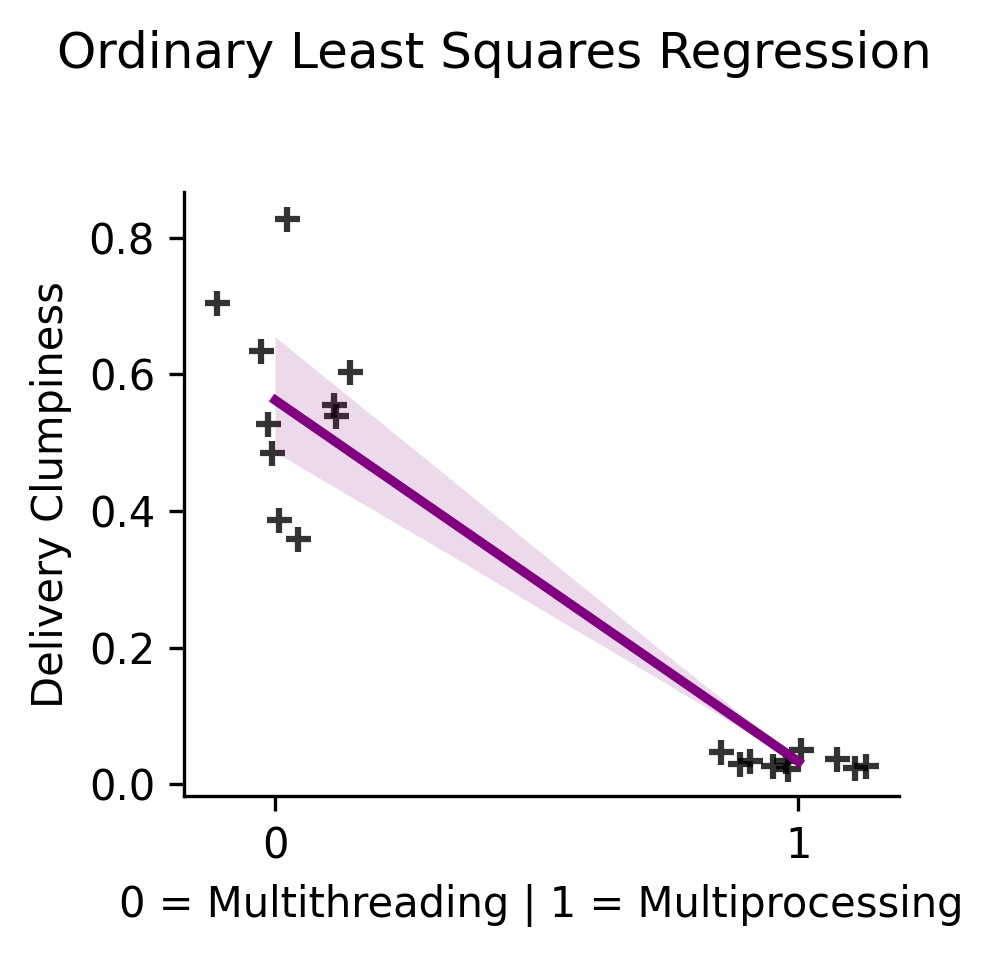 Ordinary Least Squares Regression
Delivery Clumpiness
0.8
0.6
0.4
0.2
0.0
0
1
0 = Multithreading | 1 = Multiprocessing